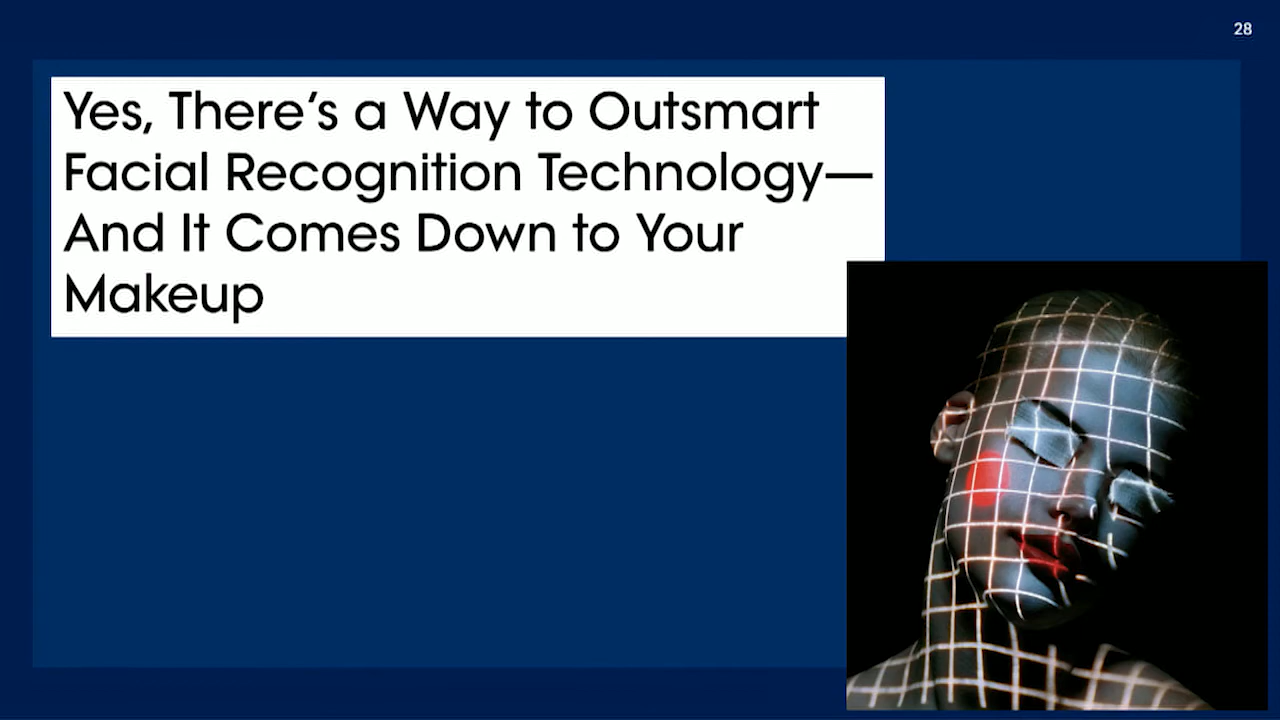 28
Yes, There’s a Way to Outsmart
Facial Recognition Technology—
And It Comes Down to Your
Makeup